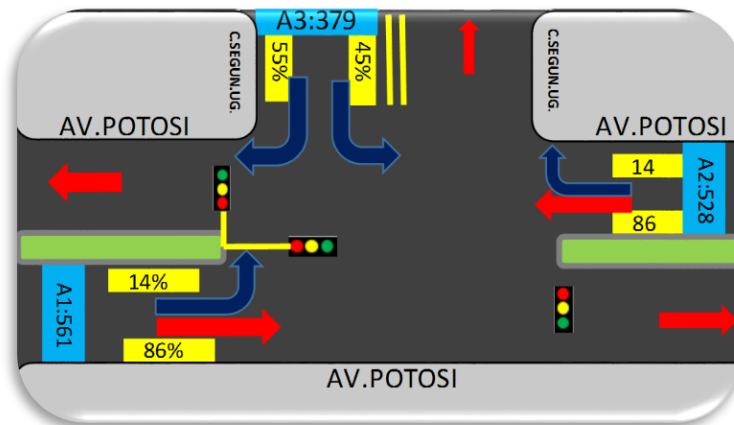 A3:379
55%
45%
C.SEGUN.UG.
C.SEGUN.UG.
AV.POTOSI
AV.POTOSI
14
86
A2:528
A1:561
14%
86%
AV.POTOSI